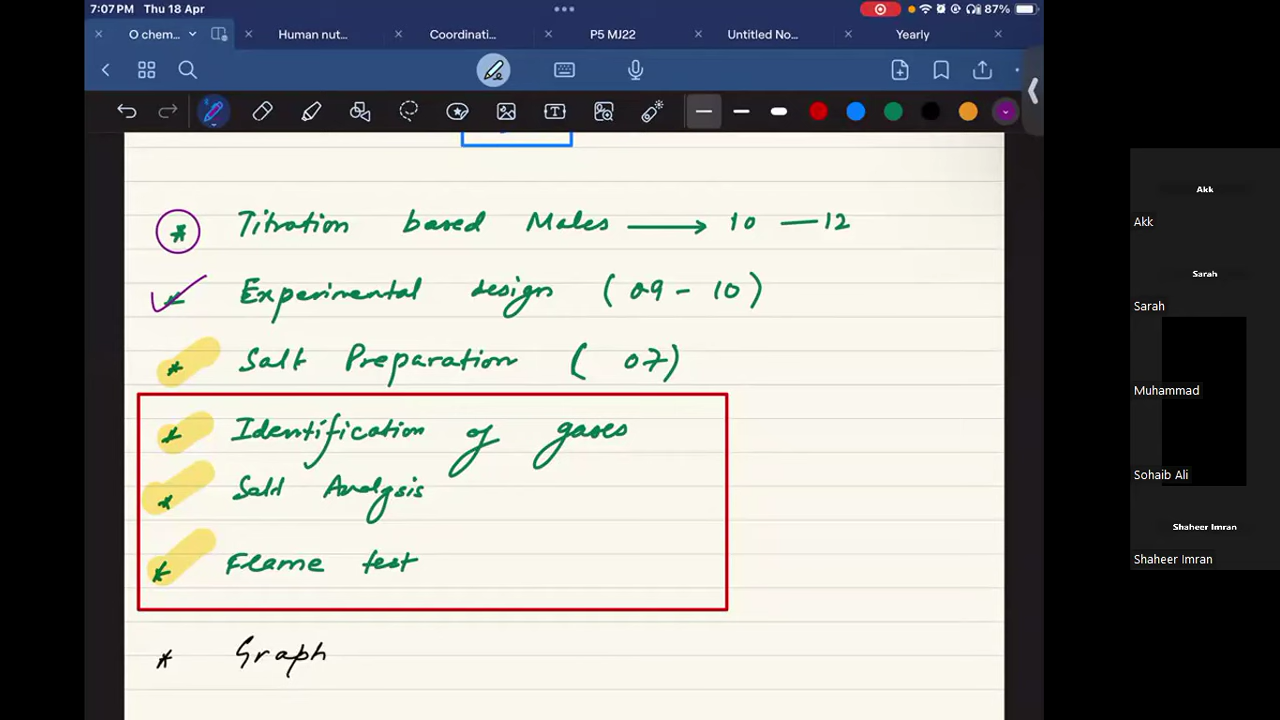 7:07PM Thu 18 Apr
87%
O chem...
Human nut...
Coordinati...
P5 MJ22
Untitled No...
Yearly
* Titration based Moles → 10 — 12
* Experimental design ( 09 - 10 )
* Salt Preparation ( 07 )
* Identification of gases
* Salt Analysis
* Flame test
* Graph
Akk
Akk
Sarah
Sarah
Muhammad
Sohaib Ali
Shaheer Imran
Shaheer Imran